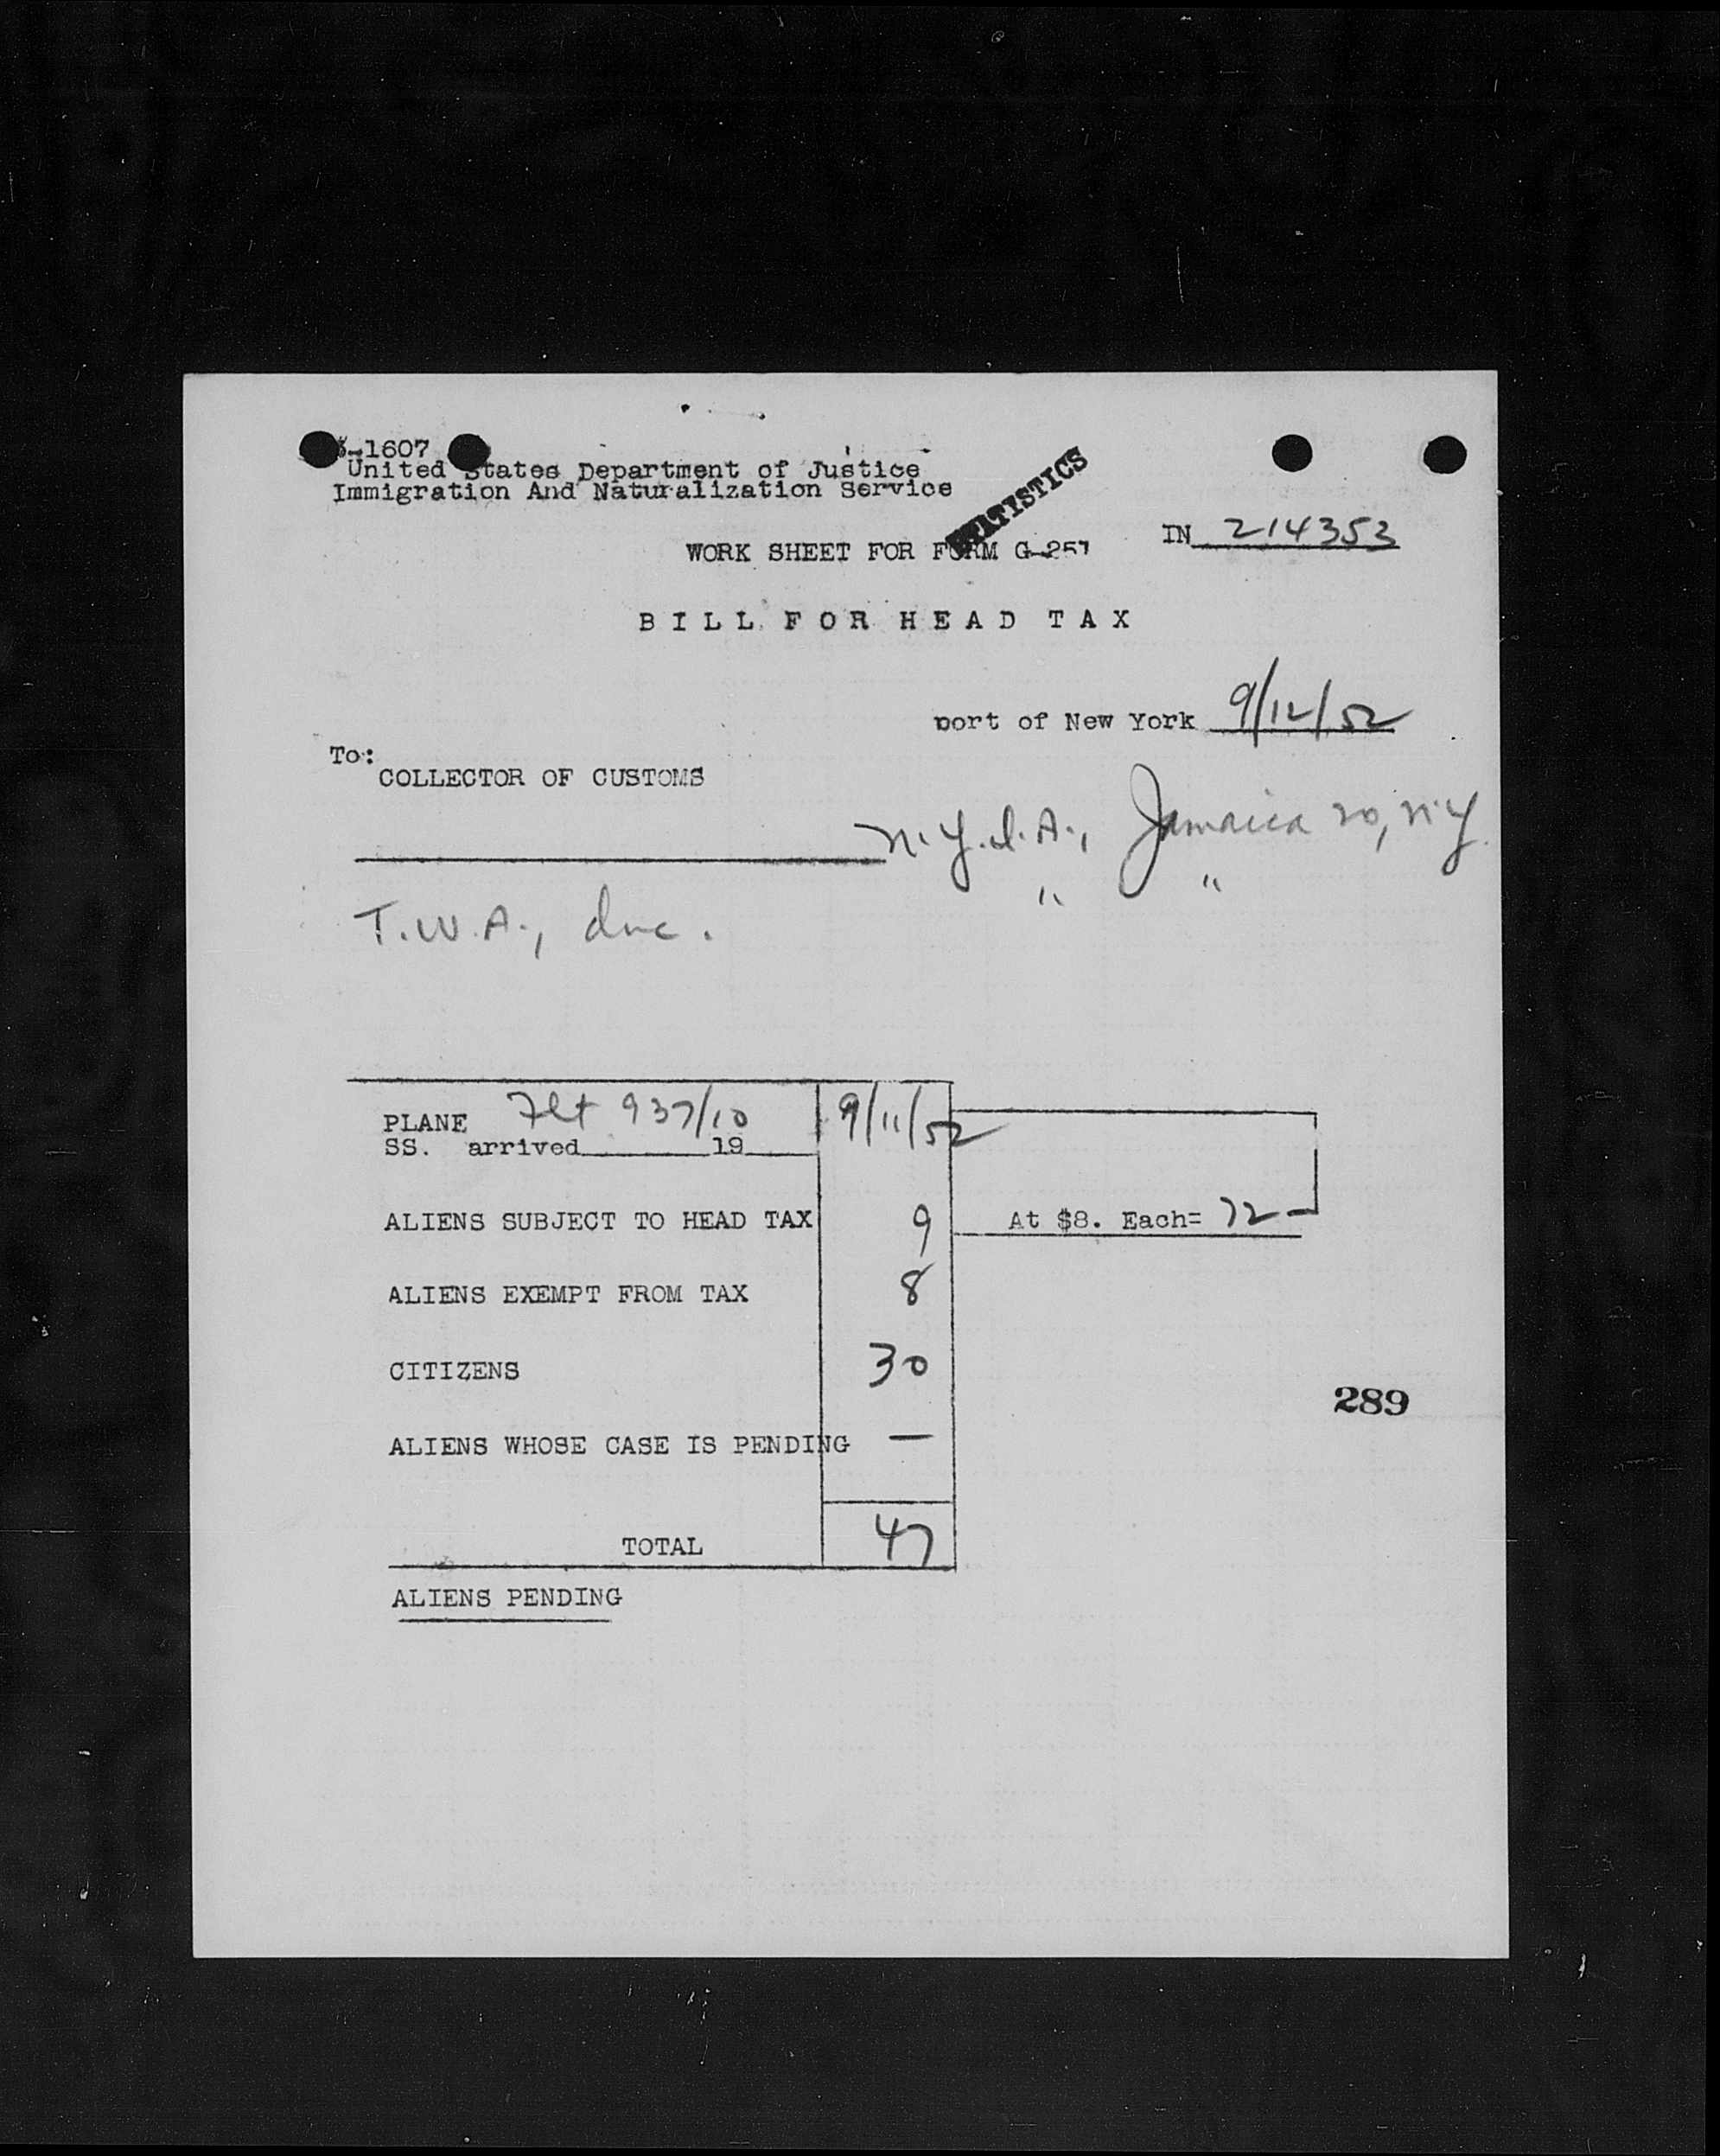 -1607
United States Department of Justice
Immigration And Naturalization Service
STATISTICS
IN 214353
WORK SHEET FOR FORM G-257
BILL FOR HEAD TAX
port of New York 9/12/52
To:
COLLECTOR OF CUSTOMS
N.Y.I.A., Jamaica 20, N.Y.
" "
T.W.A., Inc.
PLANE Flt 937/10 9/11/52
SS. arrived 19
ALIENS SUBJECT TO HEAD TAX 9 At $8. Each= 72-
ALIENS EXEMPT FROM TAX 8
CITIZENS 30
289
ALIENS WHOSE CASE IS PENDING —
TOTAL 47
ALIENS PENDING